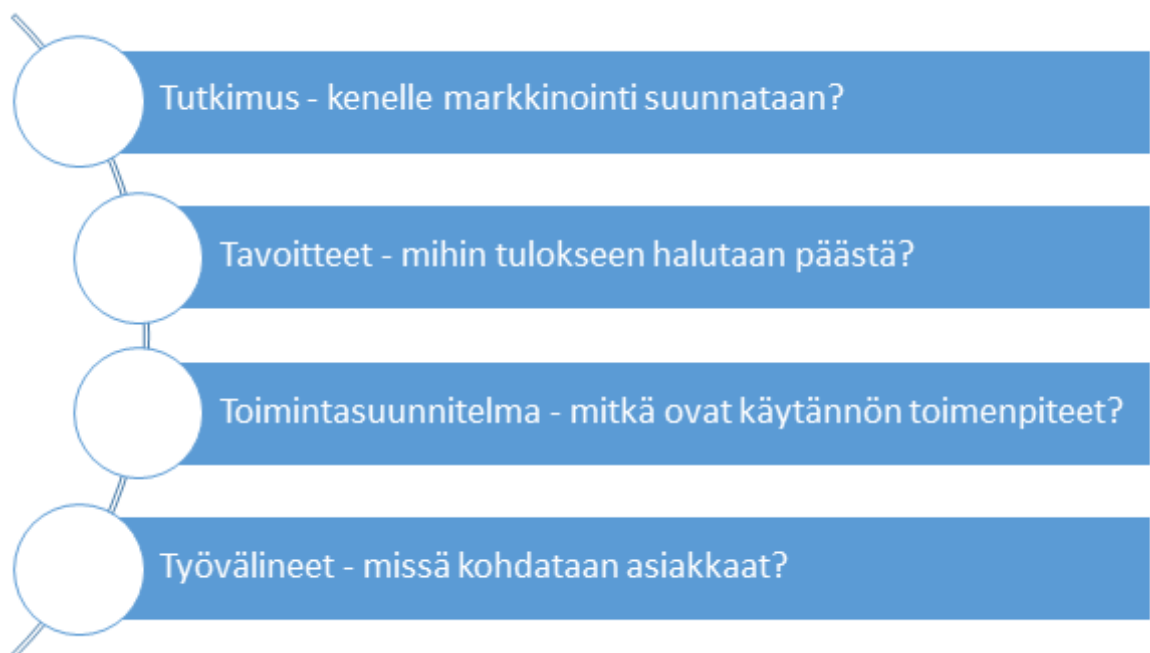 Tutkimus - kenelle markkinointi suunnataan?
Tavoitteet - mihin tulokseen halutaan päästä?
Toimintasuunnitelma - mitkä ovat käytännön toimenpiteet?
Työvälineet - missä kohdataan asiakkaat?